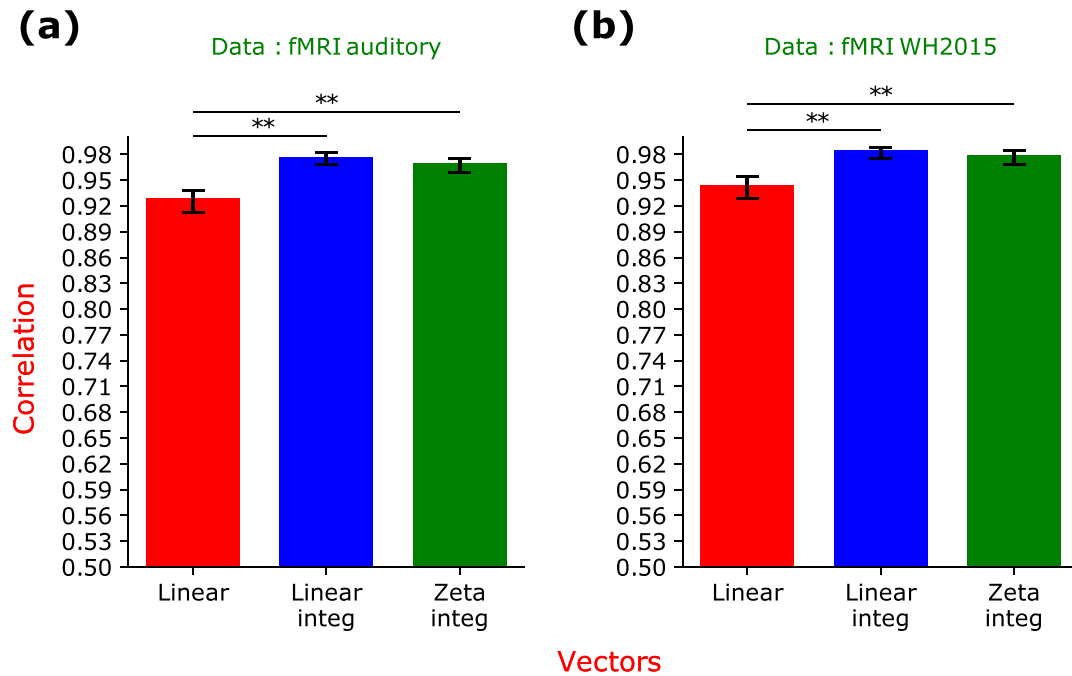 (a)
Data : fMRI auditory
**
**
0.98
0.95
0.92
0.89
0.86
0.83
0.80
0.77
0.74
0.71
0.68
0.65
0.62
0.59
0.56
0.53
0.50
Correlation
Linear
Linear
integ
Zeta
integ
(b)
Data : fMRI WH2015
**
**
0.98
0.95
0.92
0.89
0.86
0.83
0.80
0.77
0.74
0.71
0.68
0.65
0.62
0.59
0.56
0.53
0.50
Linear
Linear
integ
Zeta
integ
Vectors